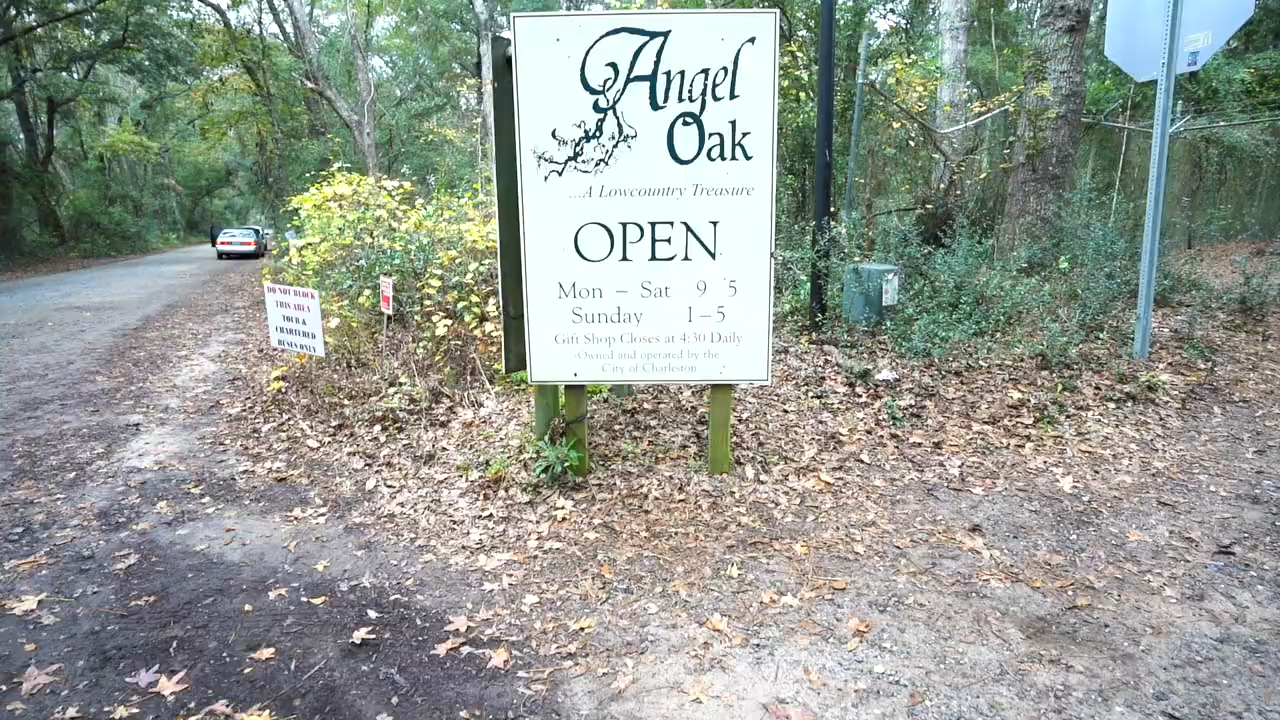 Angel
Oak
...A Lowcountry Treasure
OPEN
Mon – Sat 9 5
Sunday 1–5
Gift Shop Closes at 4:30 Daily
Owned and operated by the
City of Charleston
DO NOT BLOCK
THIS AREA
TOUR &
CHARTERED
BUSES ONLY